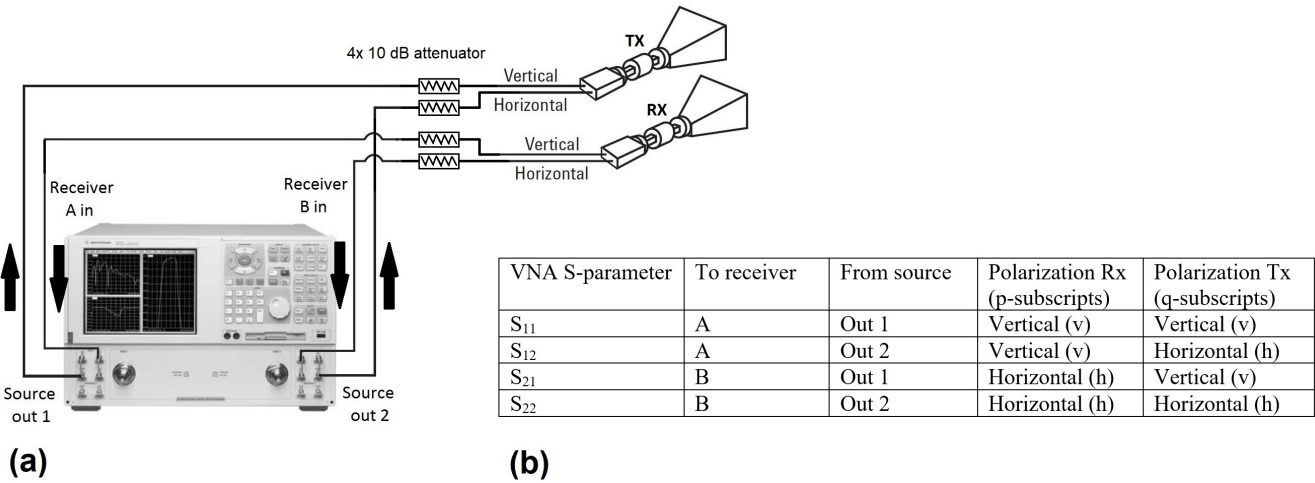 4x 10 dB attenuator
TX
Vertical
Horizontal
RX
Vertical
Horizontal
Receiver
A in
Receiver
B in
Source
out 1
Source
out 2
(a)
VNA S-parameter To receiver From source Polarization Rx (p-subscripts) Polarization Tx (q-subscripts)
S₁₁ A Out 1 Vertical (v) Vertical (v)
S₁₂ A Out 2 Vertical (v) Horizontal (h)
S₂₁ B Out 1 Horizontal (h) Vertical (v)
S₂₂ B Out 2 Horizontal (h) Horizontal (h)
(b)